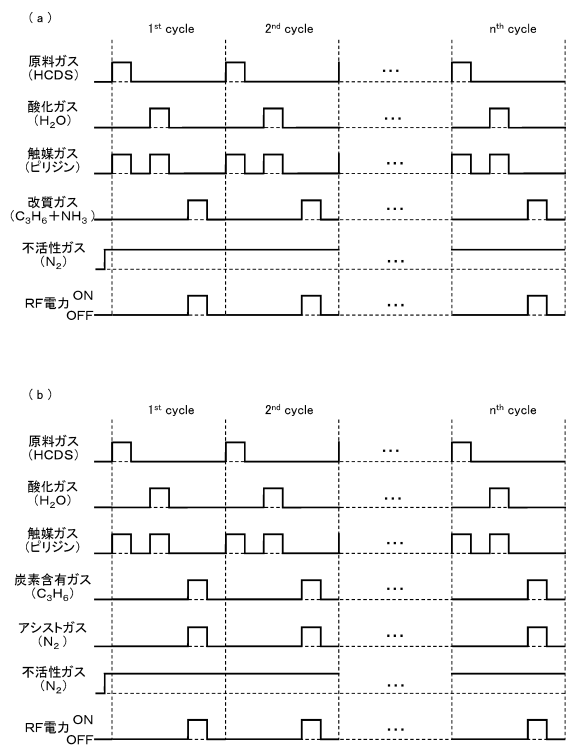 (a)
1st cycle 2nd cycle nth cycle
原料ガス
(HCDS)
...
酸化ガス
(H2O)
...
触媒ガス
(ピリジン)
...
改質ガス
(C3H6+NH3)
...
不活性ガス
(N2)
...
RF電力 ON
OFF
...
(b)
1st cycle 2nd cycle nth cycle
原料ガス
(HCDS)
...
酸化ガス
(H2O)
...
触媒ガス
(ピリジン)
...
炭素含有ガス
(C3H6)
...
アシストガス
(N2)
...
不活性ガス
(N2)
...
RF電力 ON
OFF
...